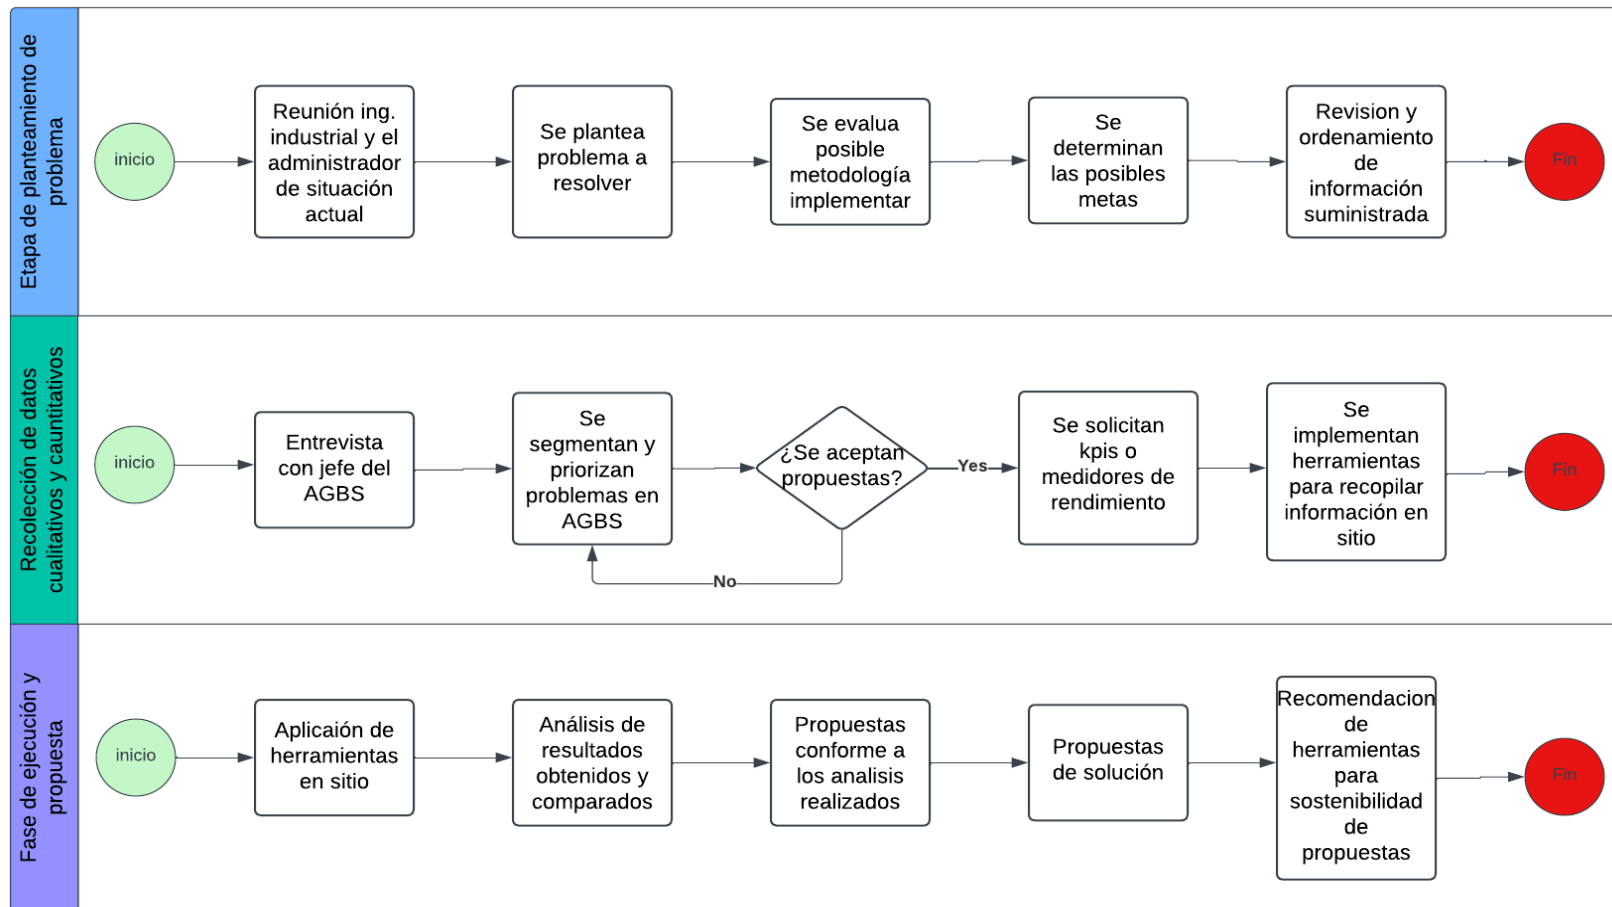 Etapa de planteamiento de
problema
inicio
Reunión ing.
industrial y el
administrador
de situación
actual
Se plantea
problema a
resolver
Se evalua
posible
metodología
implementar
Se
determinan
las posibles
metas
Revision y
ordenamiento
de
información
suministrada
Fin
Recolección de datos
cualitativos y cauntitativos
inicio
Entrevista
con jefe del
AGBS
Se
segmentan y
priorizan
problemas en
AGBS
¿Se aceptan
propuestas?
Yes
No
Se solicitan
kpis o
medidores de
rendimiento
Se
implementan
herramientas
para recopilar
información en
sitio
Fin
Fase de ejecución y
propuesta
inicio
Aplicaión de
herramientas
en sitio
Análisis de
resultados
obtenidos y
comparados
Propuestas
conforme a
los analisis
realizados
Propuestas
de solución
Recomendacion
de
herramientas
para
sostenibilidad
de
propuestas
Fin